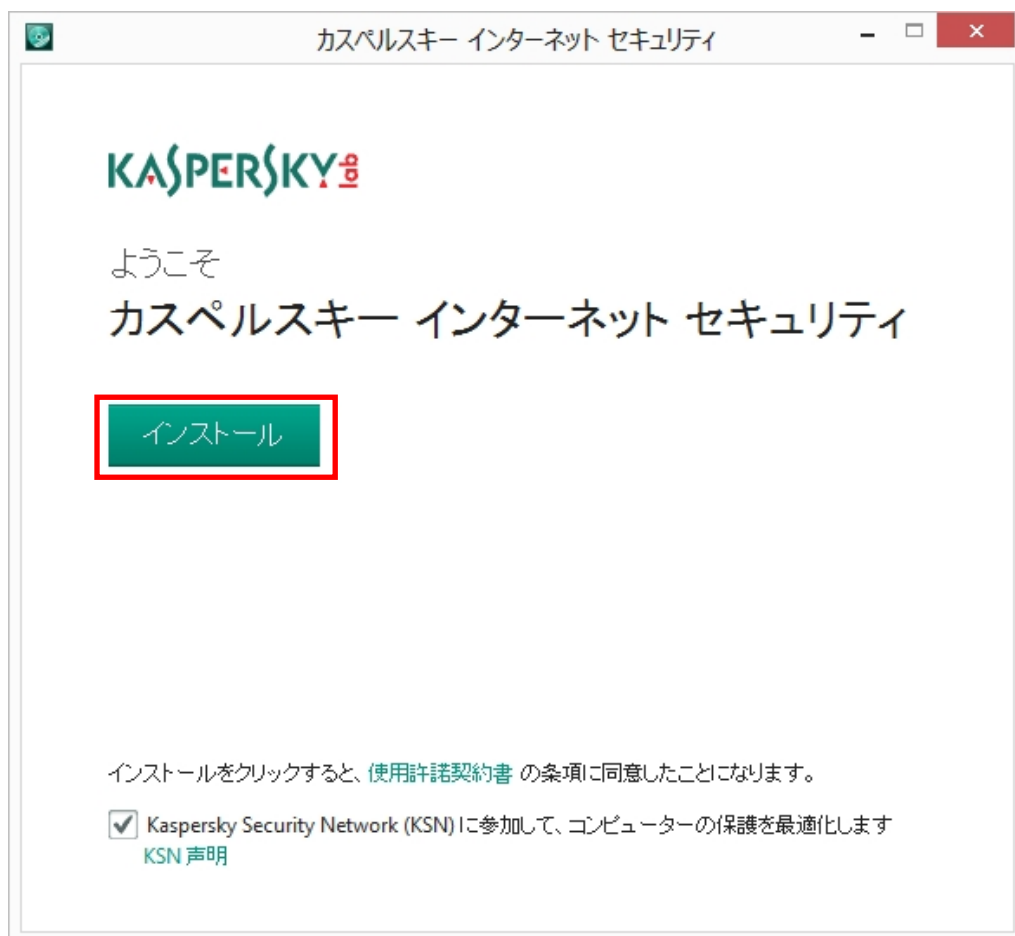 カスペルスキー インターネット セキュリティ
KASPERSKY lab
ようこそ
カスペルスキー インターネット セキュリティ
インストール
インストールをクリックすると、使用許諾契約書 の条項に同意したことになります。
Kaspersky Security Network (KSN) に参加して、コンピューターの保護を最適化します
KSN 声明